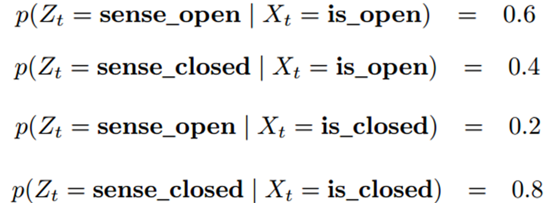 p(Z_t = sense_open | X_t = is_open) = 0.6
p(Z_t = sense_closed | X_t = is_open) = 0.4
p(Z_t = sense_open | X_t = is_closed) = 0.2
p(Z_t = sense_closed | X_t = is_closed) = 0.8